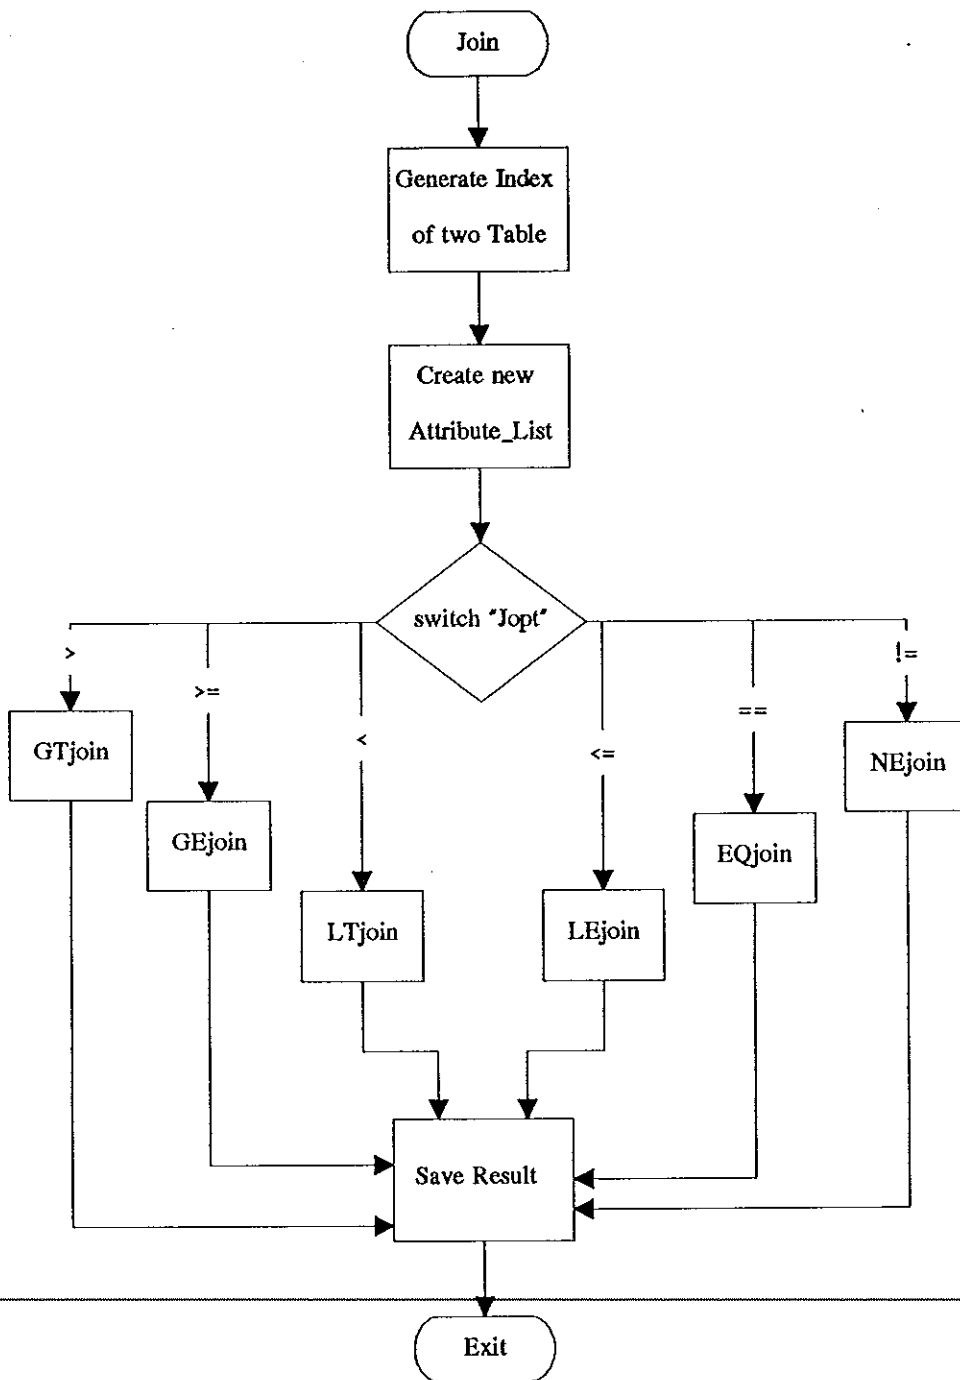 Join
Generate Index
of two Table
Create new
Attribute_List
switch "Jopt"
>
>=
<
<=
==
!=
GTjoin
GEjoin
LTjoin
LEjoin
EQjoin
NEjoin
Save Result
Exit